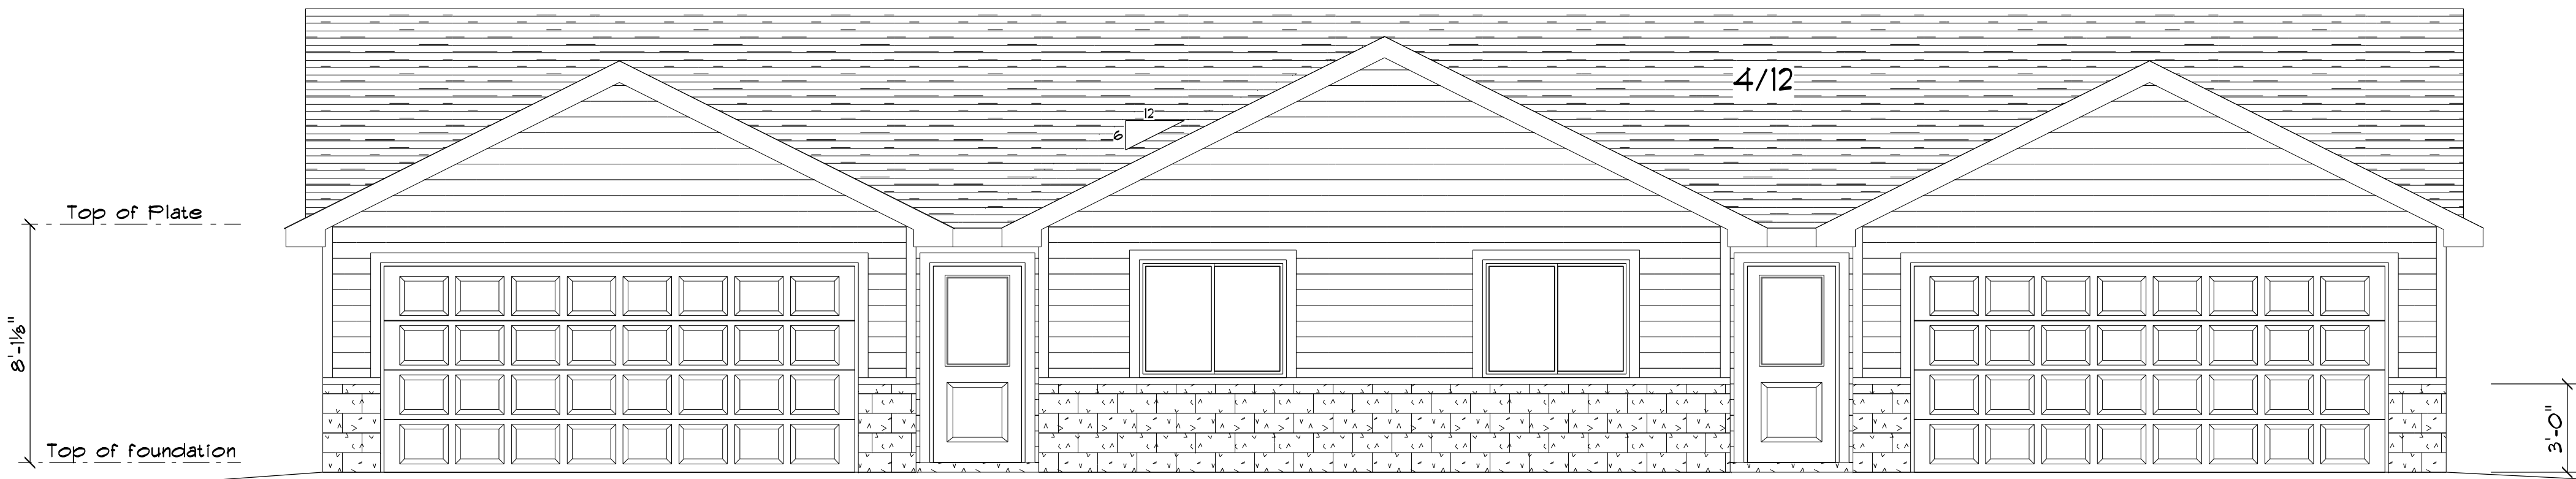 4/12
12
6
Top of Plate
8'-1⅛"
Top of foundation
3'-0"